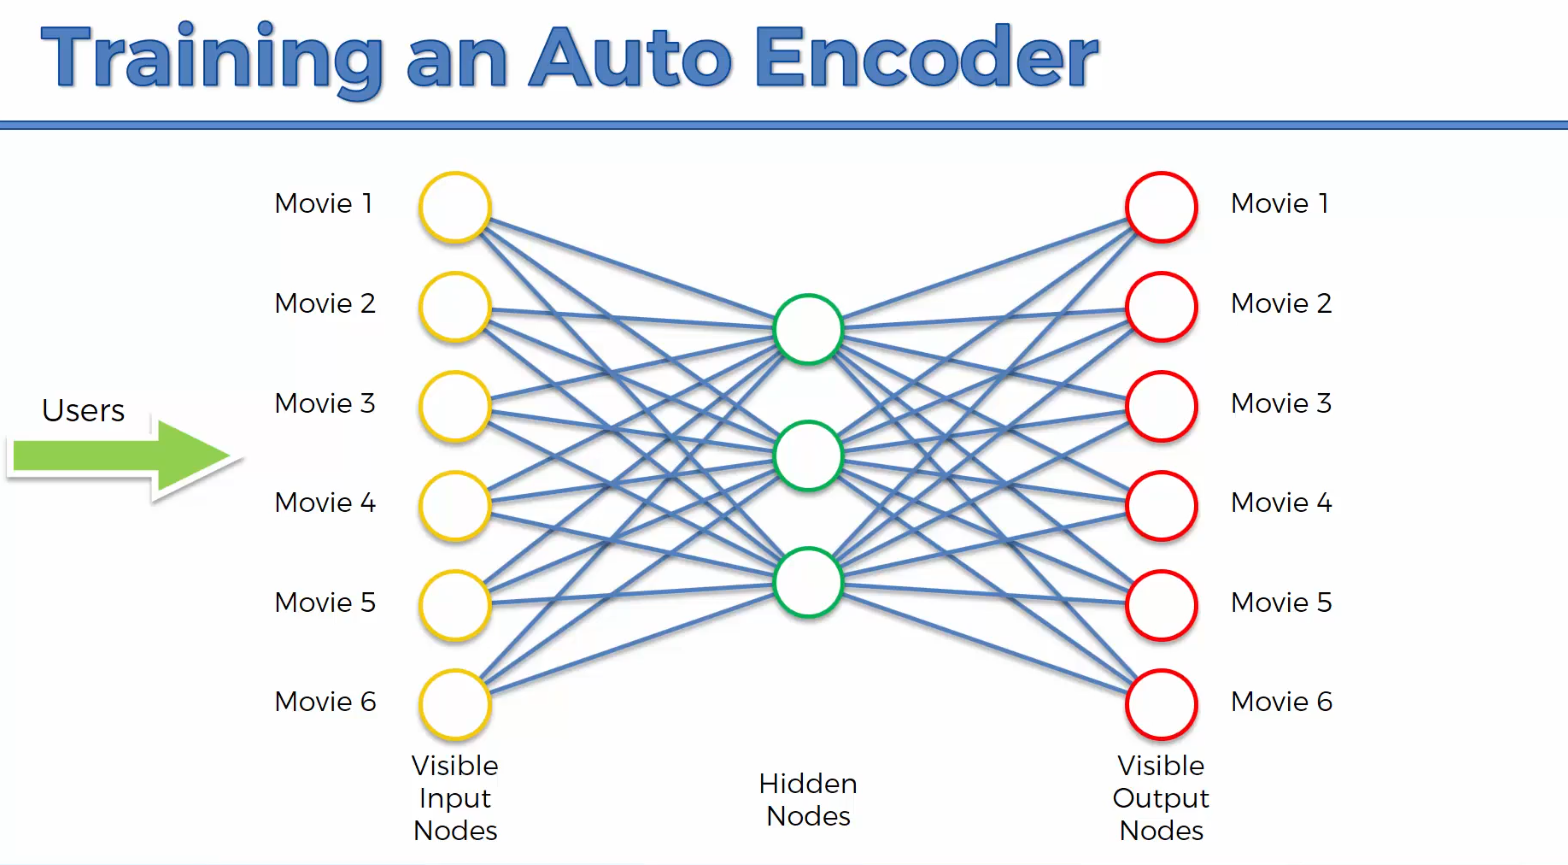 Training an Auto Encoder
Users
Movie 1
Movie 2
Movie 3
Movie 4
Movie 5
Movie 6
Visible
Input
Nodes
Hidden
Nodes
Movie 1
Movie 2
Movie 3
Movie 4
Movie 5
Movie 6
Visible
Output
Nodes